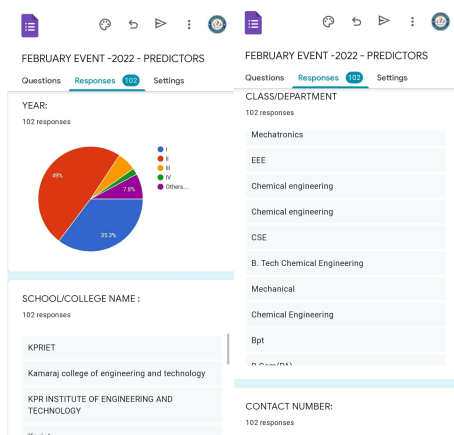 FEBRUARY EVENT -2022 - PREDICTORS
Questions Responses 102 Settings
YEAR:
102 responses
I
II
III
IV
Others...
49%
7.8%
35.3%
SCHOOL/COLLEGE NAME :
102 responses
KPRIET
Kamaraj college of engineering and technology
KPR INSTITUTE OF ENGINEERING AND
TECHNOLOGY
FEBRUARY EVENT -2022 - PREDICTORS
Questions Responses 102 Settings
CLASS/DEPARTMENT
102 responses
Mechatronics
EEE
Chemical engineering
Chemical engineering
CSE
B. Tech Chemical Engineering
Mechanical
Chemical Engineering
Bpt
CONTACT NUMBER:
102 responses